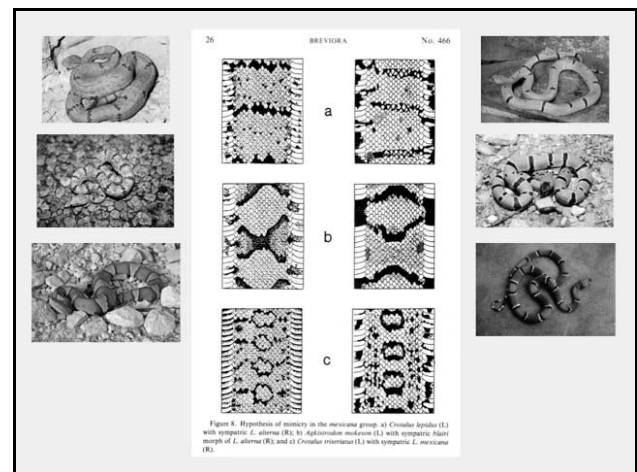 26 BREVIORA No. 466
a
b
c
Figure 8. Hypothesis of mimicry in the mexicana group. a) Crotalus lepidus (L)
with sympatric L. alterna (R); b) Agkistrodon mokeson (L) with sympatric blairi
morph of L. alterna (R); and c) Crotalus triseriatus (L) with sympatric L. mexicana
(R).